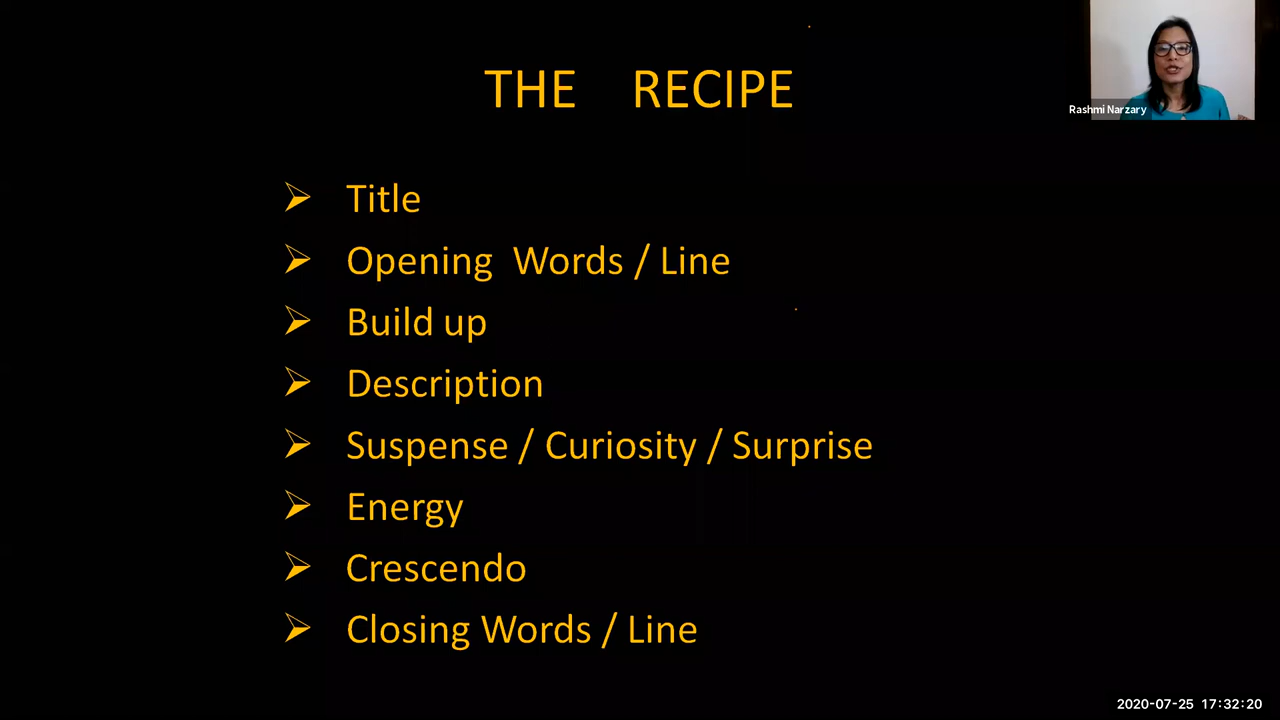 THE RECIPE
Rashmi Narzary
Title
Opening Words / Line
Build up
Description
Suspense / Curiosity / Surprise
Energy
Crescendo
Closing Words / Line
2020-07-25 17:32:20